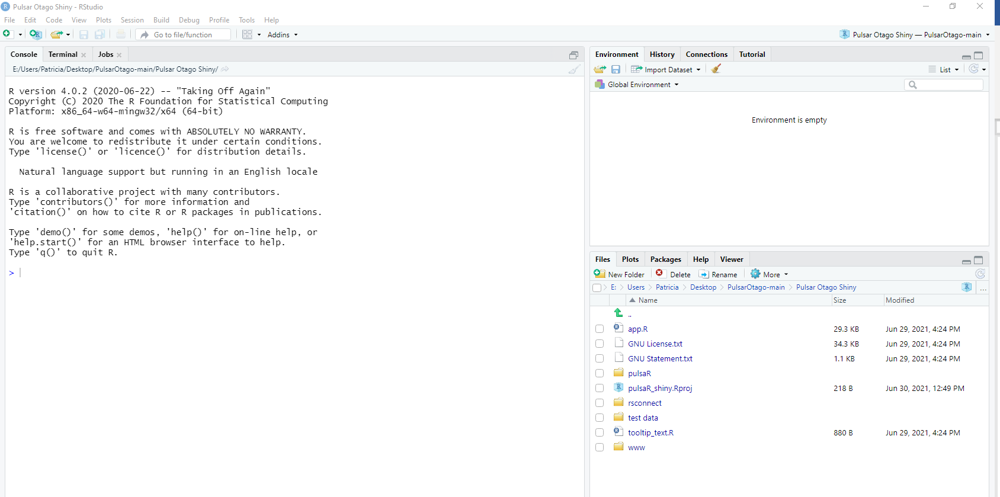 Pulsar Otago Shiny - RStudio
File Edit Code View Plots Session Build Debug Profile Tools Help
Go to file/function Addins Pulsar Otago Shiny — PulsarOtago-main
Console Terminal Jobs
E:/Users/Patricia/Desktop/PulsarOtago-main/Pulsar Otago Shiny/
R version 4.0.2 (2020-06-22) -- "Taking Off Again"
Copyright (C) 2020 The R Foundation for Statistical Computing
Platform: x86_64-w64-mingw32/x64 (64-bit)
R is free software and comes with ABSOLUTELY NO WARRANTY.
You are welcome to redistribute it under certain conditions.
Type 'license()' or 'licence()' for distribution details.
Natural language support but running in an English locale
R is a collaborative project with many contributors.
Type 'contributors()' for more information and
'citation()' on how to cite R or R packages in publications.
Type 'demo()' for some demos, 'help()' for on-line help, or
'help.start()' for an HTML browser interface to help.
Type 'q()' to quit R.
>
Environment History Connections Tutorial
Import Dataset List
Global Environment
Environment is empty
Files Plots Packages Help Viewer
New Folder Delete Rename More
E: Users Patricia Desktop PulsarOtago-main Pulsar Otago Shiny ...
Name Size Modified
..
app.R 29.3 KB Jun 29, 2021, 4:24 PM
GNU License.txt 34.3 KB Jun 29, 2021, 4:24 PM
GNU Statement.txt 1.1 KB Jun 29, 2021, 4:24 PM
pulsaR
pulsaR_shiny.Rproj 218 B Jun 30, 2021, 12:49 PM
rsconnect
test data
tooltip_text.R 880 B Jun 29, 2021, 4:24 PM
www